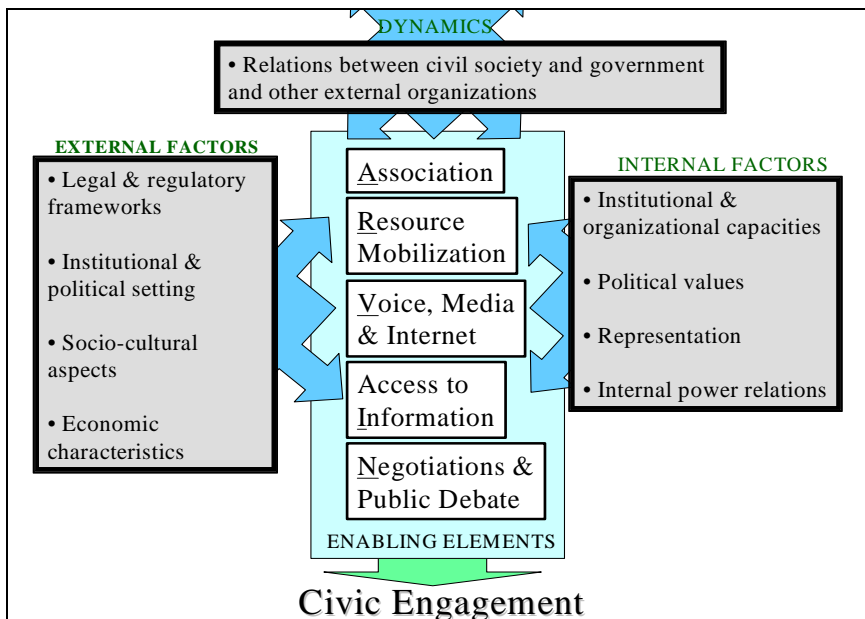 DYNAMICS
• Relations between civil society and government
and other external organizations
EXTERNAL FACTORS
• Legal & regulatory
frameworks
• Institutional &
political setting
• Socio-cultural
aspects
• Economic
characteristics
Association
Resource
Mobilization
Voice, Media
& Internet
Access to
Information
Negotiations &
Public Debate
ENABLING ELEMENTS
INTERNAL FACTORS
• Institutional &
organizational capacities
• Political values
• Representation
• Internal power relations
Civic Engagement